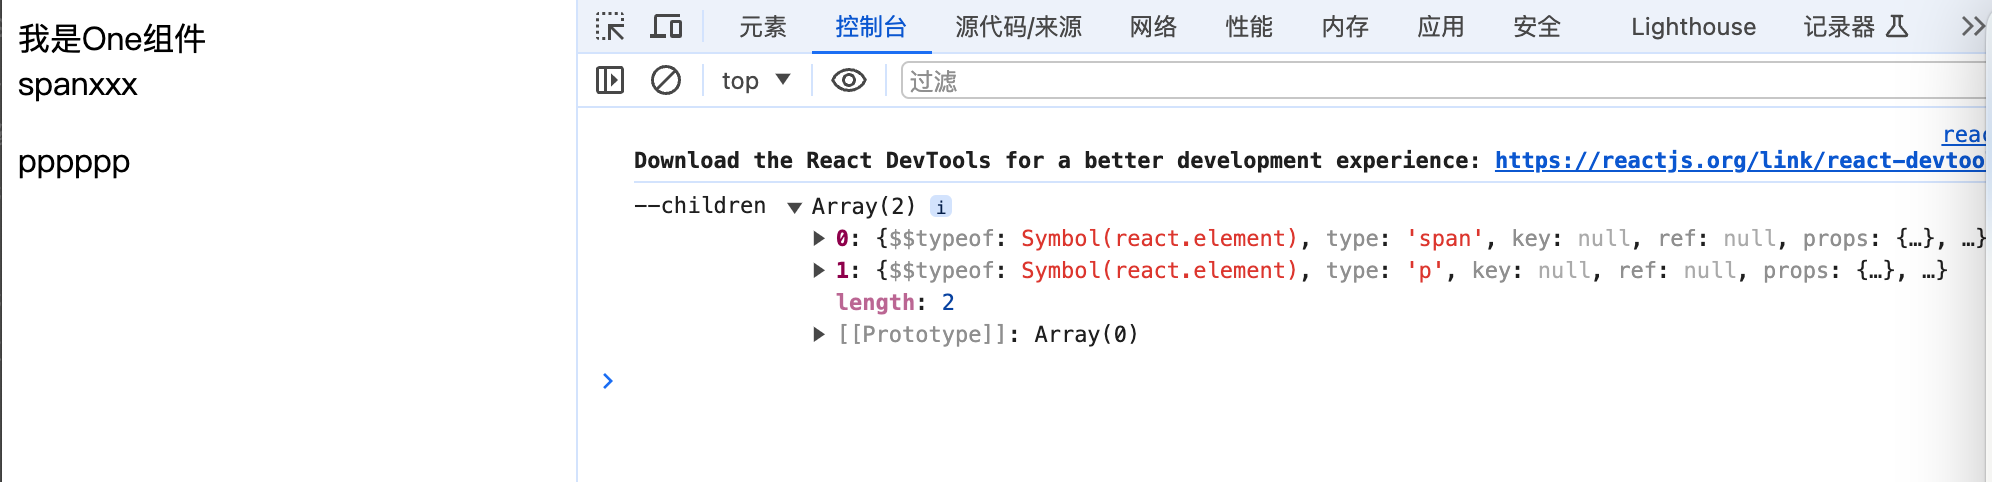 我是One组件
spanxxx
pppppp
元素 控制台 源代码/来源 网络 性能 内存 应用 安全 Lighthouse 记录器
top 过滤
reac
Download the React DevTools for a better development experience: https://reactjs.org/link/react-devtoo
--children Array(2) i
0: {$$typeof: Symbol(react.element), type: 'span', key: null, ref: null, props: {…}, …}
1: {$$typeof: Symbol(react.element), type: 'p', key: null, ref: null, props: {…}, …}
length: 2
[[Prototype]]: Array(0)